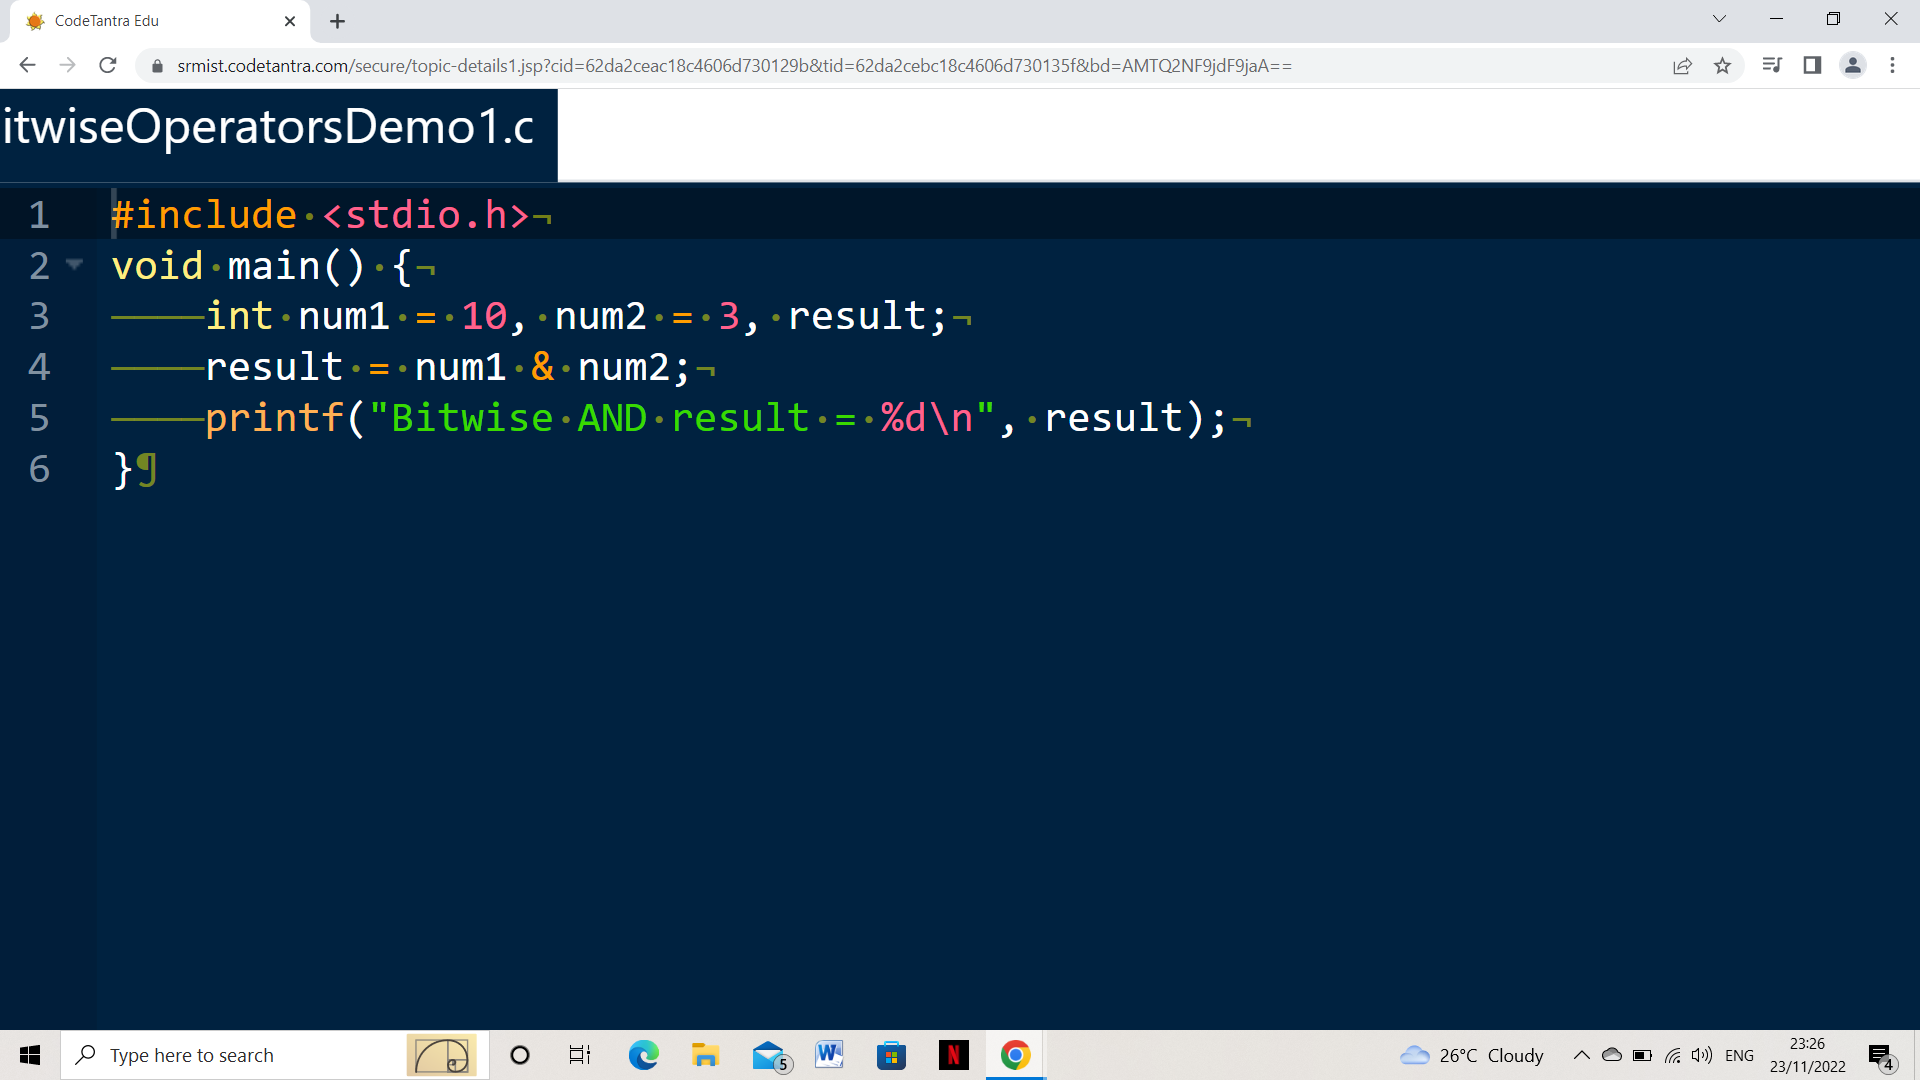 CodeTantra Edu
srmist.codetantra.com/secure/topic-details1.jsp?cid=62da2ceac18c4606d730129b&tid=62da2cebc18c4606d730135f&bd=AMTQ2NF9jdF9jaA==
itwiseOperatorsDemo1.c
1 #include·<stdio.h>¬
2 void·main()·{¬
3 int·num1·=·10,·num2·=·3,·result;¬
4 result·=·num1·&·num2;¬
5 printf("Bitwise·AND·result·=·%d\n",·result);¬
6 }¶
Type here to search
5
W
N
26°C Cloudy
ENG
23:26
23/11/2022
4